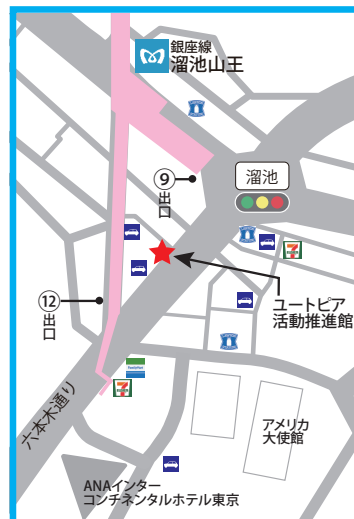 銀座線
溜池山王
⑨
出口
溜池
⑫
出口
ユートピア
活動推進館
六本木通り
アメリカ
大使館
ANAインター
コンチネンタルホテル東京
FamilyMart